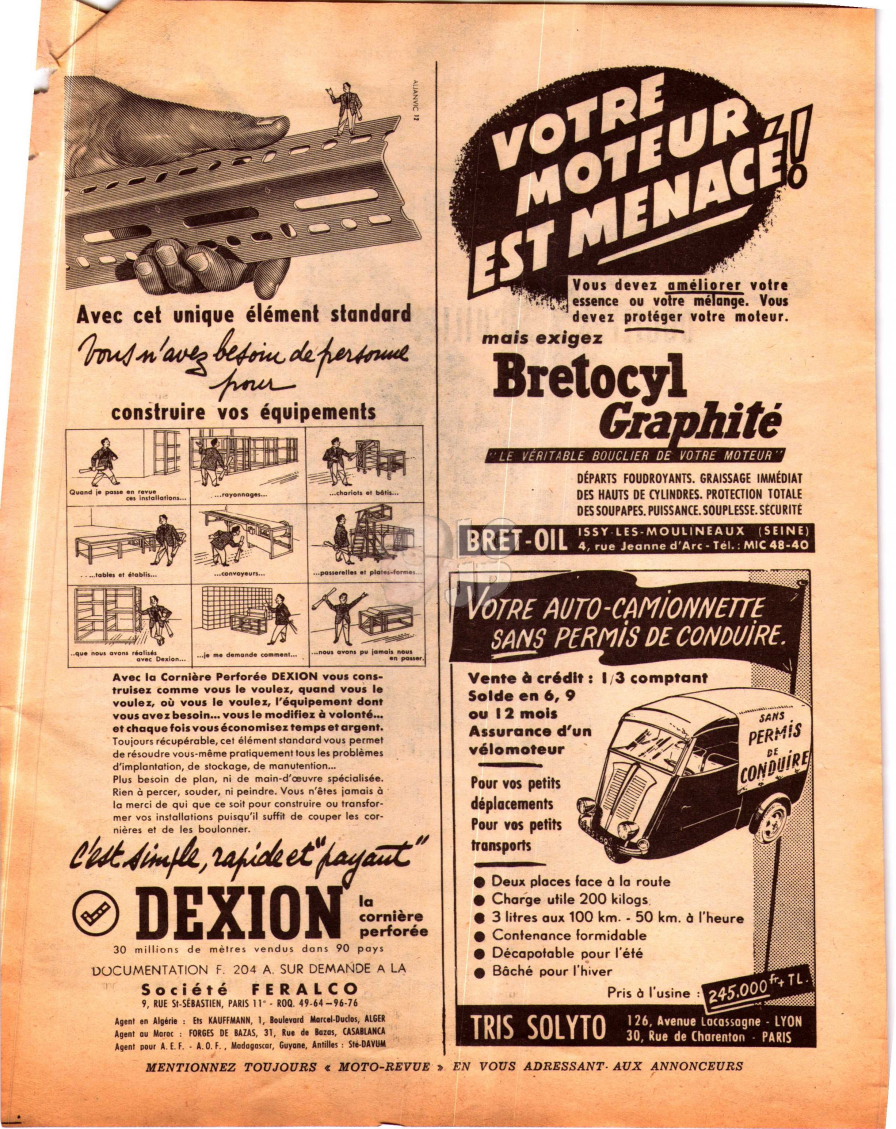 ALIANVIC 12
Avec cet unique élément standard
Vous n'avez besoin de personne
pour
construire vos équipements
Quand je passe en revue
ces installations...
...rayonnages...
...chariots et bâtis...
...tables et établis...
...convoyeurs...
...passerelles et plates-formes
...que nous avons réalisés
avec Dexion...
...je me demande comment...
...nous avons pu jamais nous
en passer.
Avec la Cornière Perforée DEXION vous cons-
truisez comme vous le voulez, quand vous le
voulez, où vous le voulez, l'équipement dont
vous avez besoin... vous le modifiez à volonté...
et chaque fois vous économisez temps et argent.
Toujours récupérable, cet élément standard vous permet
de résoudre vous-même pratiquement tous les problèmes
d'implantation, de stockage, de manutention...
Plus besoin de plan, ni de main-d'œuvre spécialisée.
Rien à percer, souder, ni peindre. Vous n'êtes jamais à
la merci de qui que ce soit pour construire ou transfor-
mer vos installations puisqu'il suffit de couper les cor-
nières et de les boulonner.
C'est simple, rapide et "payant"
DEXION
la
cornière
perforée
30 millions de mètres vendus dans 90 pays
DOCUMENTATION F. 204 A. SUR DEMANDE A LA
Société FERALCO
9, RUE St-SÉBASTIEN, PARIS 11e - ROQ. 49-64-96-76
Agent en Algérie : Ets KAUFFMANN, 1, Boulevard Marcel-Duclos, ALGER
Agent au Maroc : FORGES DE BAZAS, 31, Rue de Bazas, CASABLANCA
Agent pour A.E.F. - A.O.F., Madagascar, Guyane, Antilles : Sté-DAVUM
VOTRE
MOTEUR
EST MENACÉ!
Vous devez améliorer votre
essence ou votre mélange. Vous
devez protéger votre moteur.
mais exigez
Bretocyl
Graphité
"LE VÉRITABLE BOUCLIER DE VOTRE MOTEUR"
DÉPARTS FOUDROYANTS. GRAISSAGE IMMÉDIAT
DES HAUTS DE CYLINDRES. PROTECTION TOTALE
DES SOUPAPES. PUISSANCE. SOUPLESSE. SÉCURITÉ
BRET-OIL
ISSY-LES-MOULINEAUX (SEINE)
4, rue Jeanne d'Arc - Tél. : MIC 48-40
VOTRE AUTO-CAMIONNETTE
SANS PERMIS DE CONDUIRE.
Vente à crédit : 1/3 comptant
Solde en 6, 9
ou 12 mois
Assurance d'un
vélomoteur
SANS
PERMIS
DE
CONDUIRE
Pour vos petits
déplacements
Pour vos petits
transports
● Deux places face à la route
● Charge utile 200 kilogs.
● 3 litres aux 100 km. - 50 km. à l'heure
● Contenance formidable
● Décapotable pour l'été
● Bâché pour l'hiver
Pris à l'usine : 245.000 fr + TL.
TRIS SOLYTO
126, Avenue Lacassagne - LYON
30, Rue de Charenton - PARIS
MENTIONNEZ TOUJOURS « MOTO-REVUE » EN VOUS ADRESSANT AUX ANNONCEURS